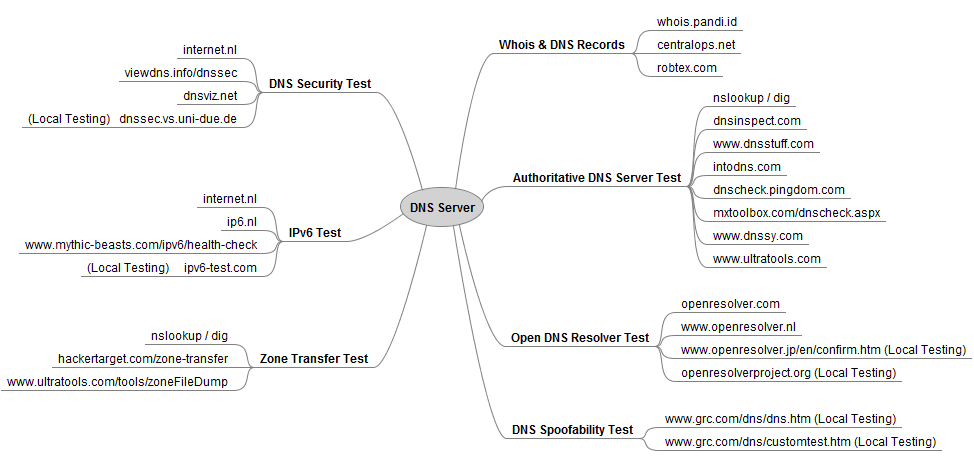 DNS Server
DNS Security Test
internet.nl
viewdns.info/dnssec
dnsviz.net
(Local Testing) dnssec.vs.uni-due.de
IPv6 Test
internet.nl
ip6.nl
www.mythic-beasts.com/ipv6/health-check
(Local Testing) ipv6-test.com
Zone Transfer Test
nslookup / dig
hackertarget.com/zone-transfer
www.ultratools.com/tools/zoneFileDump
Whois & DNS Records
whois.pandi.id
centralops.net
robtex.com
Authoritative DNS Server Test
nslookup / dig
dnsinspect.com
www.dnsstuff.com
intodns.com
dnscheck.pingdom.com
mxtoolbox.com/dnscheck.aspx
www.dnssy.com
www.ultratools.com
Open DNS Resolver Test
openresolver.com
www.openresolver.nl
www.openresolver.jp/en/confirm.htm (Local Testing)
openresolverproject.org (Local Testing)
DNS Spoofability Test
www.grc.com/dns/dns.htm (Local Testing)
www.grc.com/dns/customtest.htm (Local Testing)